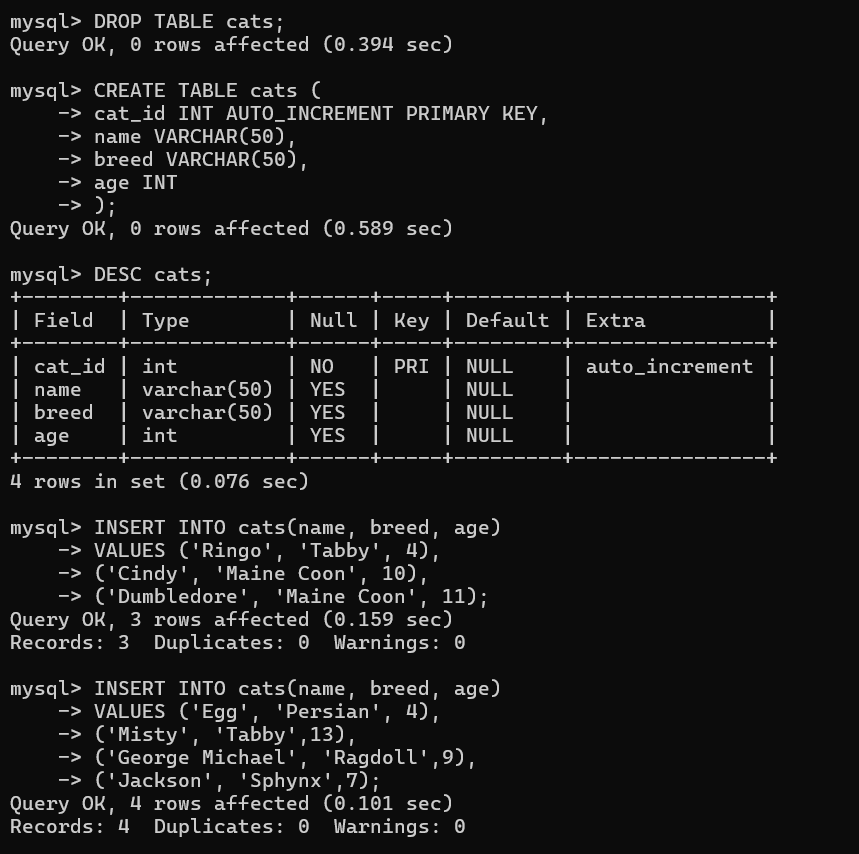 mysql> DROP TABLE cats;
Query OK, 0 rows affected (0.394 sec)

mysql> CREATE TABLE cats (
    -> cat_id INT AUTO_INCREMENT PRIMARY KEY,
    -> name VARCHAR(50),
    -> breed VARCHAR(50),
    -> age INT
    -> );
Query OK, 0 rows affected (0.589 sec)

mysql> DESC cats;
+--------+-------------+------+-----+---------+----------------+
| Field  | Type        | Null | Key | Default | Extra          |
+--------+-------------+------+-----+---------+----------------+
| cat_id | int         | NO   | PRI | NULL    | auto_increment |
| name   | varchar(50) | YES  |     | NULL    |                |
| breed  | varchar(50) | YES  |     | NULL    |                |
| age    | int         | YES  |     | NULL    |                |
+--------+-------------+------+-----+---------+----------------+
4 rows in set (0.076 sec)

mysql> INSERT INTO cats(name, breed, age)
    -> VALUES ('Ringo', 'Tabby', 4),
    -> ('Cindy', 'Maine Coon', 10),
    -> ('Dumbledore', 'Maine Coon', 11);
Query OK, 3 rows affected (0.159 sec)
Records: 3  Duplicates: 0  Warnings: 0

mysql> INSERT INTO cats(name, breed, age)
    -> VALUES ('Egg', 'Persian', 4),
    -> ('Misty', 'Tabby',13),
    -> ('George Michael', 'Ragdoll',9),
    -> ('Jackson', 'Sphynx',7);
Query OK, 4 rows affected (0.101 sec)
Records: 4  Duplicates: 0  Warnings: 0